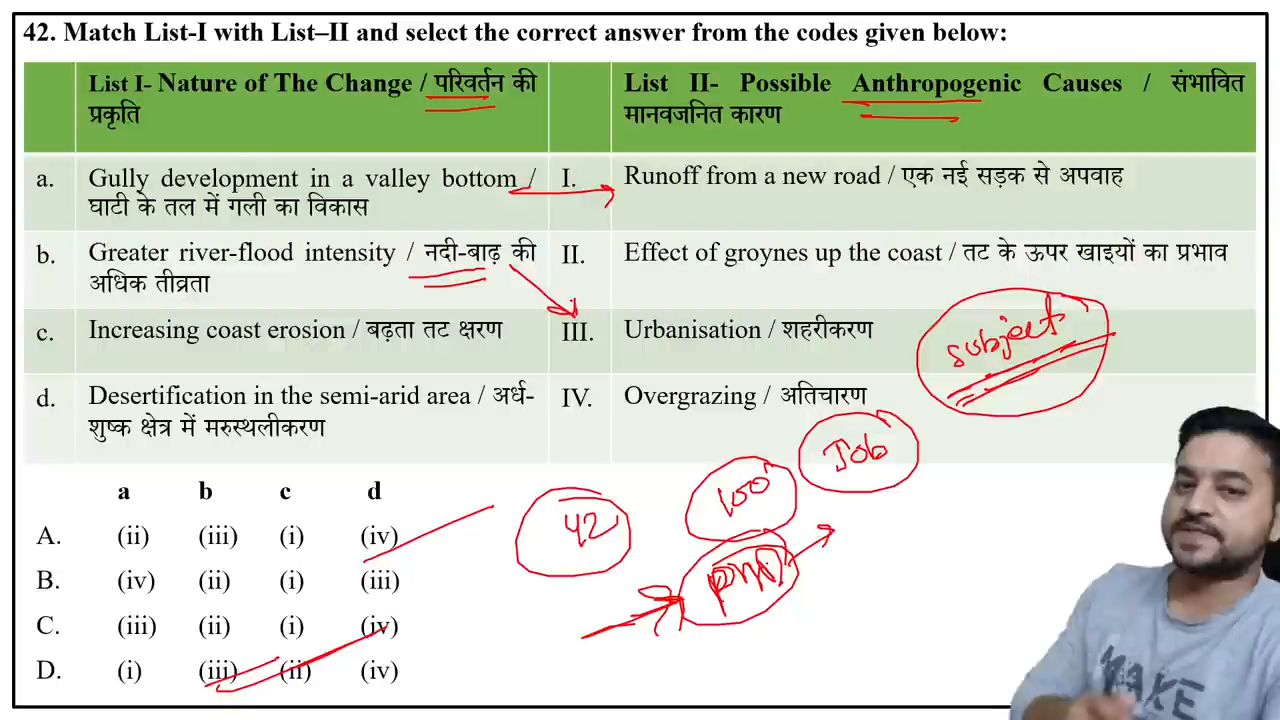 42. Match List-I with List–II and select the correct answer from the codes given below:
List I- Nature of The Change / परिवर्तन की
प्रकृति
List II- Possible Anthropogenic Causes / संभावित
मानवजनित कारण
a. Gully development in a valley bottom /
घाटी के तल में गली का विकास
I. Runoff from a new road / एक नई सड़क से अपवाह
b. Greater river-flood intensity / नदी-बाढ़ की
अधिक तीव्रता
II. Effect of groynes up the coast / तट के ऊपर खाइयों का प्रभाव
c. Increasing coast erosion / बढ़ता तट क्षरण
III. Urbanisation / शहरीकरण
subject
d. Desertification in the semi-arid area / अर्ध-
शुष्क क्षेत्र में मरुस्थलीकरण
IV. Overgrazing / अतिचारण
Job
100
42
a b c d
A. (ii) (iii) (i) (iv)
B. (iv) (ii) (i) (iii)
C. (iii) (ii) (i) (iv)
D. (i) (iii) (ii) (iv)
MAKE